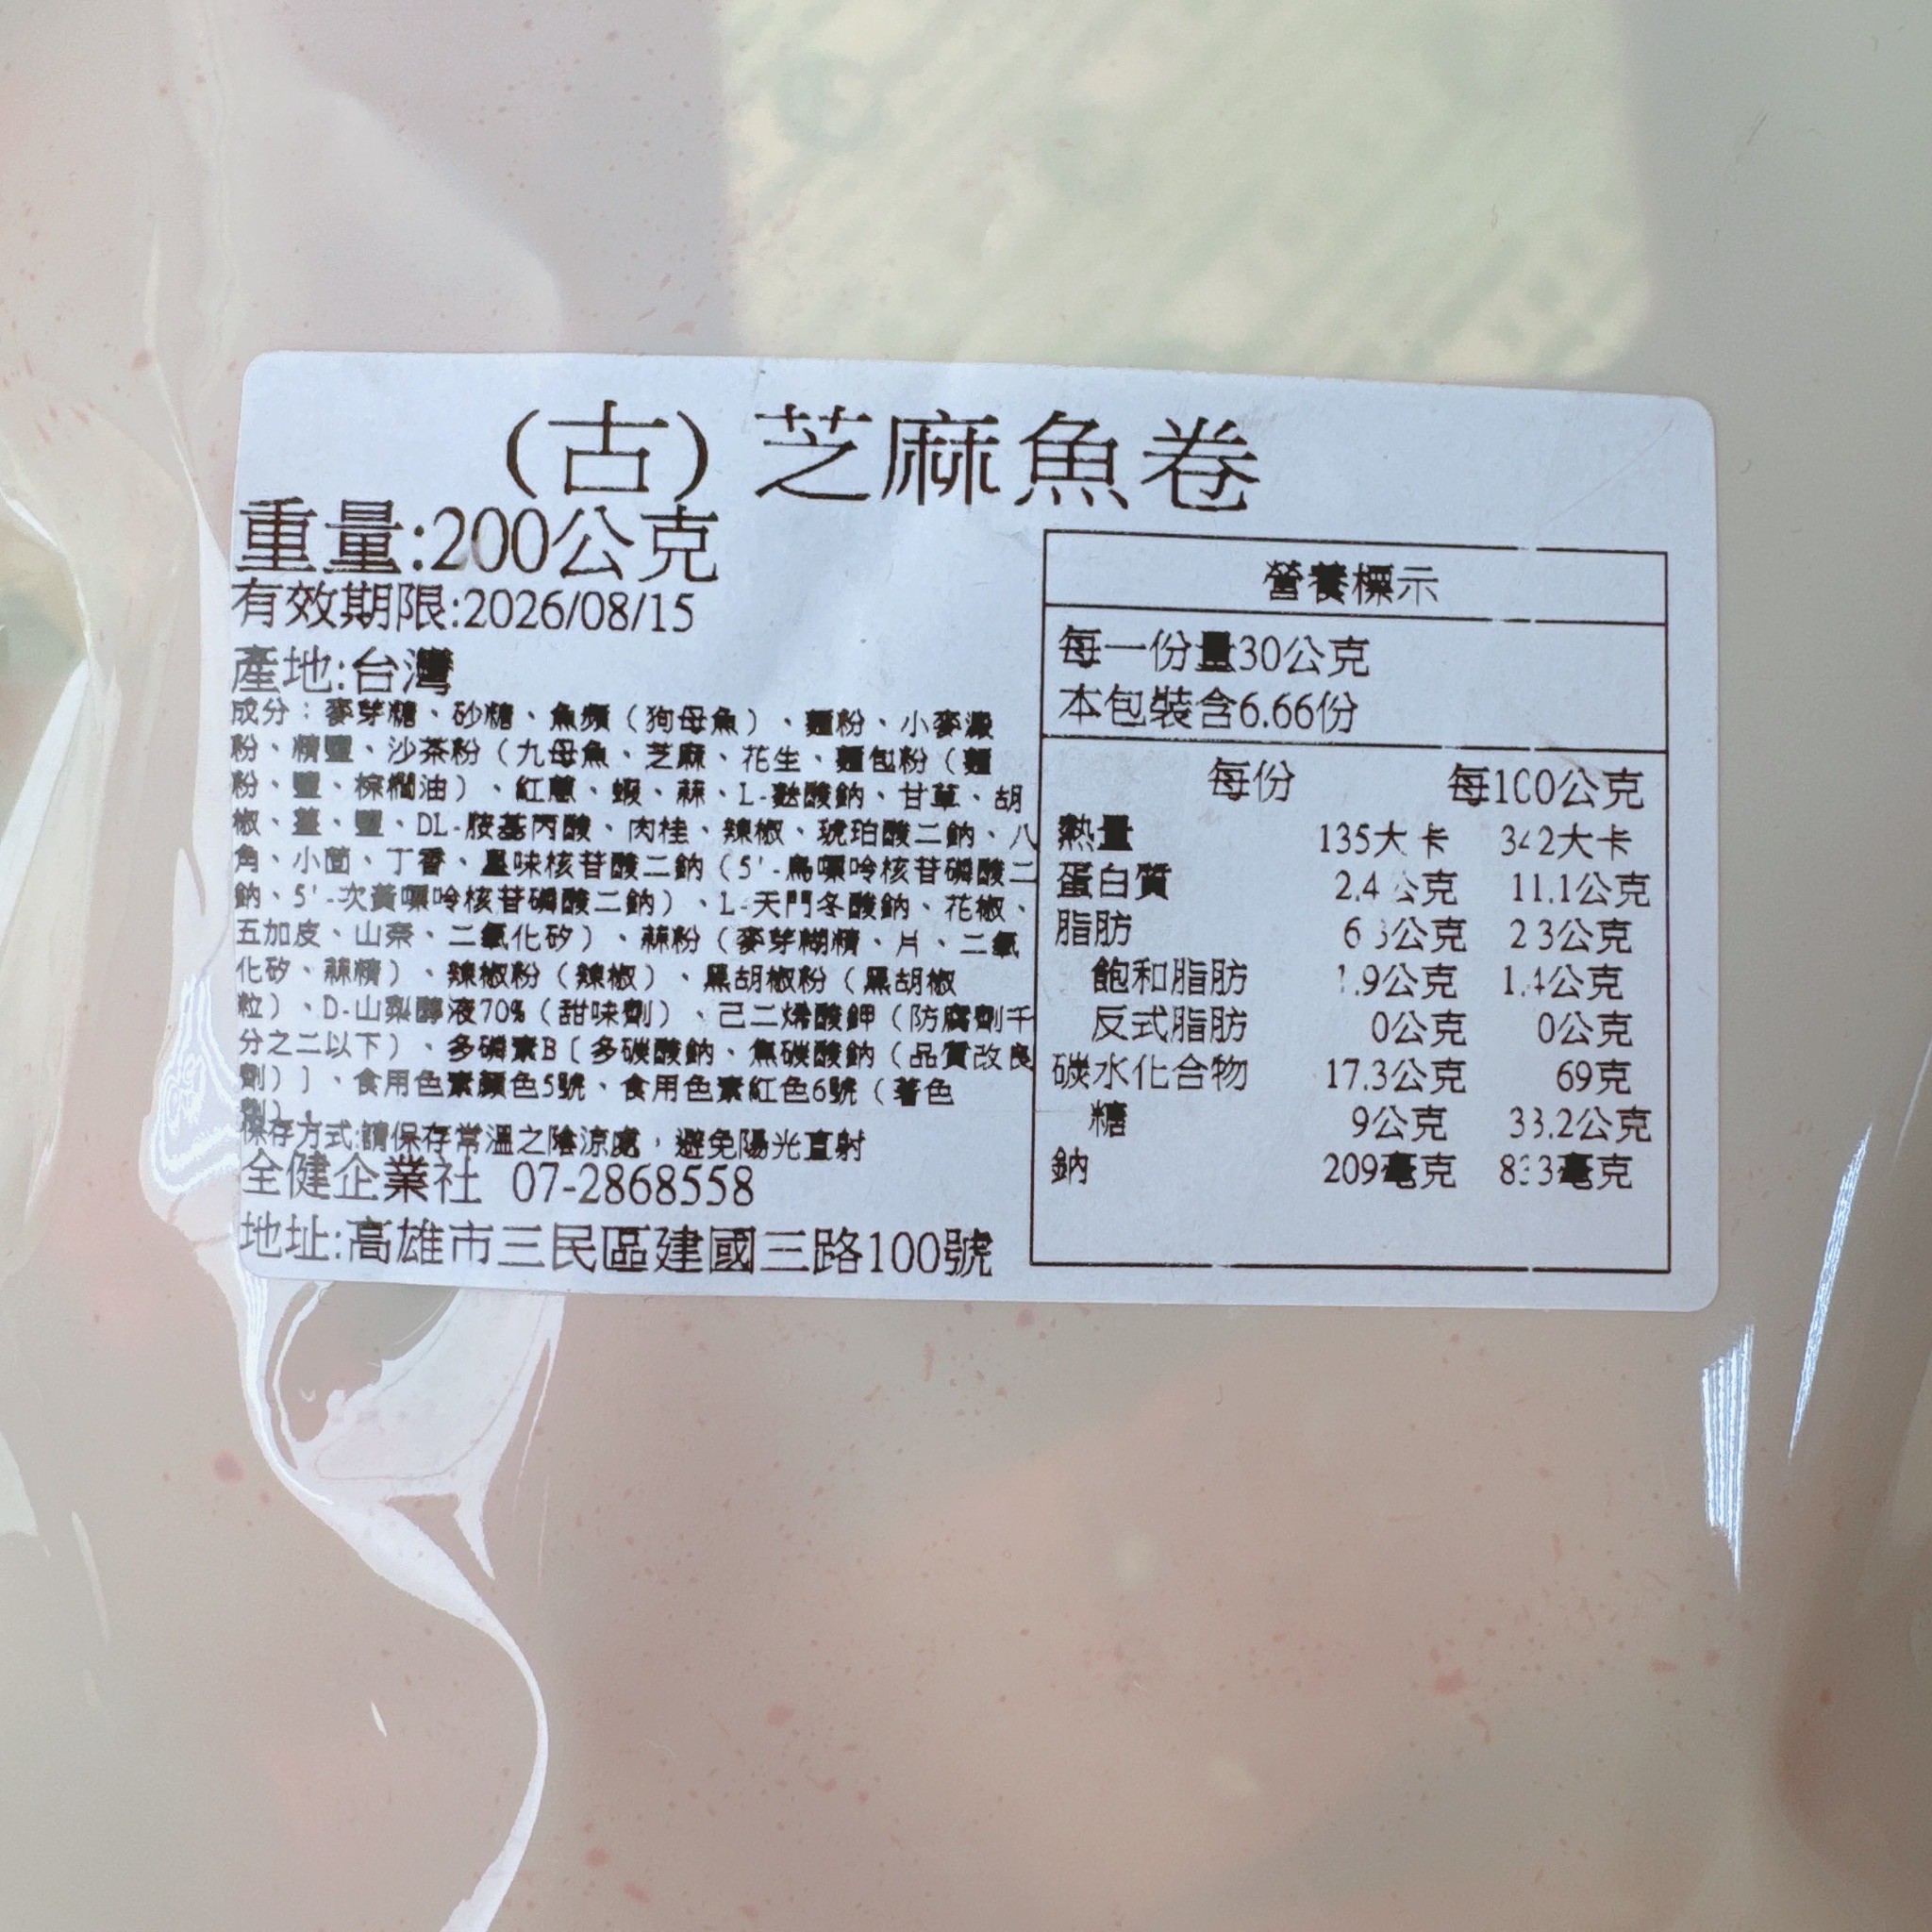 (古) 芝麻魚卷
重量:200公克
有效期限:2026/08/15
產地:台灣
成分：麥芽糖、砂糖、魚漿（狗母魚）、麵粉、小麥澱
粉、精鹽、沙茶粉（九母魚、芝麻、花生、麵包粉（麵
粉、鹽、棕櫚油）、紅蔥、蝦、蒜、L-麩酸鈉、甘草、胡
椒、薑、鹽、DL-胺基丙酸、肉桂、辣椒、琥珀酸二鈉、八
角、小茴、丁香、味核苷酸二鈉（5'-鳥嘌呤核苷磷酸二
鈉、5'-次黃嘌呤核苷磷酸二鈉）、L-天門冬酸鈉、花椒、
五加皮、山柰、二氧化矽）、蒜粉（麥芽糊精、片、二氧
化矽、蒜精）、辣椒粉（辣椒）、黑胡椒粉（黑胡椒
粒）、D-山梨醇液70%（甜味劑）、己二烯酸鉀（防腐劑千
分之二以下）、多磷素B〔多碳酸鈉、焦碳酸鈉（品質改良
劑）〕、食用色素顏色5號、食用色素紅色6號（著色
劑）、
保存方式:請保存常溫之陰涼處，避免陽光直射
全健企業社 07-2868558
地址:高雄市三民區建國三路100號
營養標示
每一份量30公克
本包裝含6.66份
每份 每100公克
熱量 135大卡 342大卡
蛋白質 2.4公克 11.1公克
脂肪 公克 公克
飽和脂肪 公克 公克
反式脂肪 0公克 0公克
碳水化合物 17.3公克 69克
糖 9公克 33.2公克
鈉 209毫克 毫克